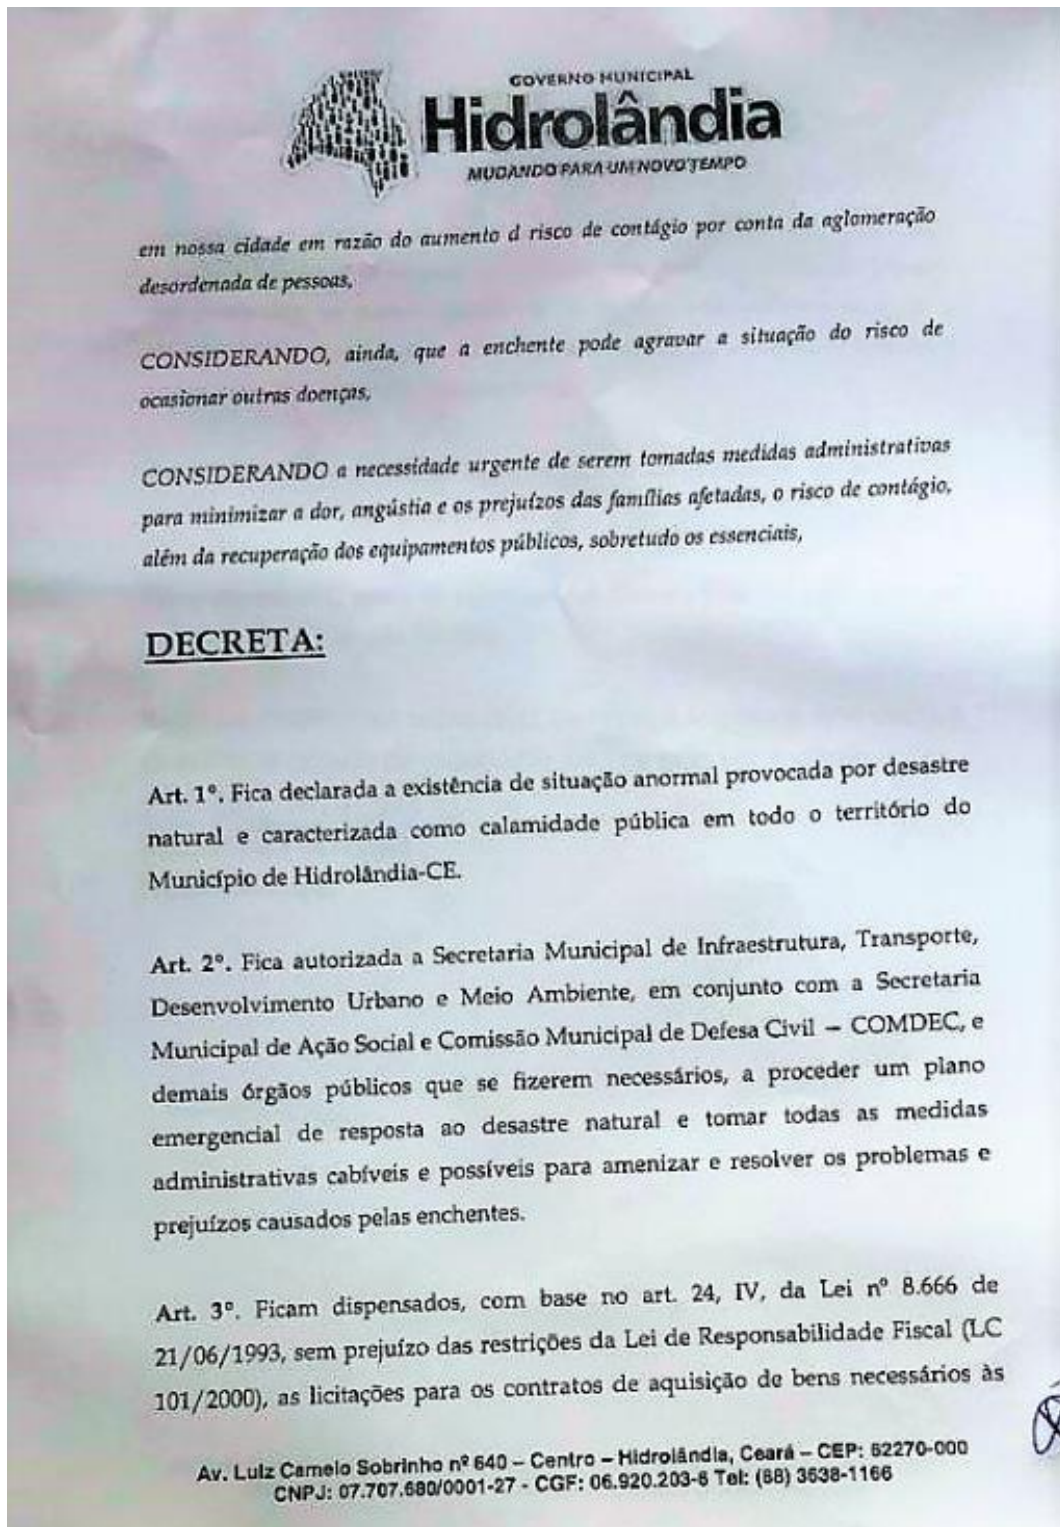 GOVERNO MUNICIPAL
Hidrolândia
MUDANDO PARA UM NOVO TEMPO
em nossa cidade em razão do aumento d risco de contágio por conta da aglomeração
desordenada de pessoas,
CONSIDERANDO, ainda, que a enchente pode agravar a situação do risco de
ocasionar outras doenças,
CONSIDERANDO a necessidade urgente de serem tomadas medidas administrativas
para minimizar a dor, angústia e os prejuízos das famílias afetadas, o risco de contágio,
além da recuperação dos equipamentos públicos, sobretudo os essenciais,
DECRETA:
Art. 1º. Fica declarada a existência de situação anormal provocada por desastre
natural e caracterizada como calamidade pública em todo o território do
Município de Hidrolândia-CE.
Art. 2º. Fica autorizada a Secretaria Municipal de Infraestrutura, Transporte,
Desenvolvimento Urbano e Meio Ambiente, em conjunto com a Secretaria
Municipal de Ação Social e Comissão Municipal de Defesa Civil – COMDEC, e
demais órgãos públicos que se fizerem necessários, a proceder um plano
emergencial de resposta ao desastre natural e tomar todas as medidas
administrativas cabíveis e possíveis para amenizar e resolver os problemas e
prejuízos causados pelas enchentes.
Art. 3º. Ficam dispensados, com base no art. 24, IV, da Lei nº 8.666 de
21/06/1993, sem prejuízo das restrições da Lei de Responsabilidade Fiscal (LC
101/2000), as licitações para os contratos de aquisição de bens necessários às
Av. Luiz Camelo Sobrinho nº 640 – Centro – Hidrolândia, Ceará – CEP: 62270-000
CNPJ: 07.707.680/0001-27 - CGF: 06.920.203-6 Tel: (88) 3638-1166